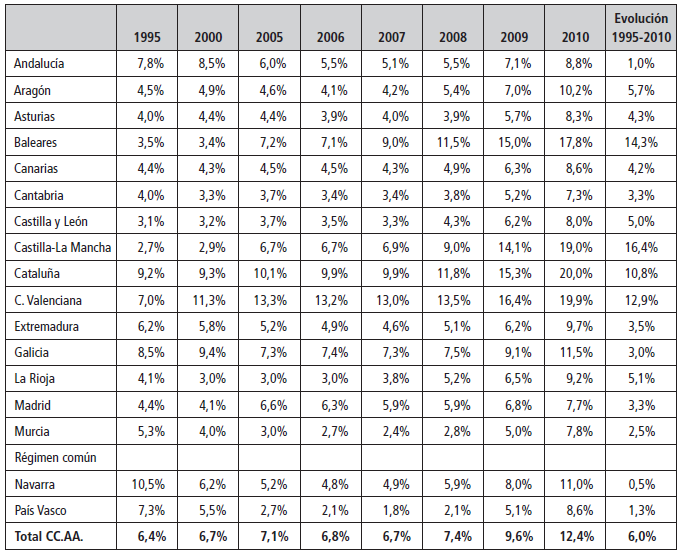 Evolución
1995 2000 2005 2006 2007 2008 2009 2010 1995-2010
Andalucía 7,8% 8,5% 6,0% 5,5% 5,1% 5,5% 7,1% 8,8% 1,0%
Aragón 4,5% 4,9% 4,6% 4,1% 4,2% 5,4% 7,0% 10,2% 5,7%
Asturias 4,0% 4,4% 4,4% 3,9% 4,0% 3,9% 5,7% 8,3% 4,3%
Baleares 3,5% 3,4% 7,2% 7,1% 9,0% 11,5% 15,0% 17,8% 14,3%
Canarias 4,4% 4,3% 4,5% 4,5% 4,3% 4,9% 6,3% 8,6% 4,2%
Cantabria 4,0% 3,3% 3,7% 3,4% 3,4% 3,8% 5,2% 7,3% 3,3%
Castilla y León 3,1% 3,2% 3,7% 3,5% 3,3% 4,3% 6,2% 8,0% 5,0%
Castilla-La Mancha 2,7% 2,9% 6,7% 6,7% 6,9% 9,0% 14,1% 19,0% 16,4%
Cataluña 9,2% 9,3% 10,1% 9,9% 9,9% 11,8% 15,3% 20,0% 10,8%
C. Valenciana 7,0% 11,3% 13,3% 13,2% 13,0% 13,5% 16,4% 19,9% 12,9%
Extremadura 6,2% 5,8% 5,2% 4,9% 4,6% 5,1% 6,2% 9,7% 3,5%
Galicia 8,5% 9,4% 7,3% 7,4% 7,3% 7,5% 9,1% 11,5% 3,0%
La Rioja 4,1% 3,0% 3,0% 3,0% 3,8% 5,2% 6,5% 9,2% 5,1%
Madrid 4,4% 4,1% 6,6% 6,3% 5,9% 5,9% 6,8% 7,7% 3,3%
Murcia 5,3% 4,0% 3,0% 2,7% 2,4% 2,8% 5,0% 7,8% 2,5%
Régimen común
Navarra 10,5% 6,2% 5,2% 4,8% 4,9% 5,9% 8,0% 11,0% 0,5%
País Vasco 7,3% 5,5% 2,7% 2,1% 1,8% 2,1% 5,1% 8,6% 1,3%
Total CC.AA. 6,4% 6,7% 7,1% 6,8% 6,7% 7,4% 9,6% 12,4% 6,0%